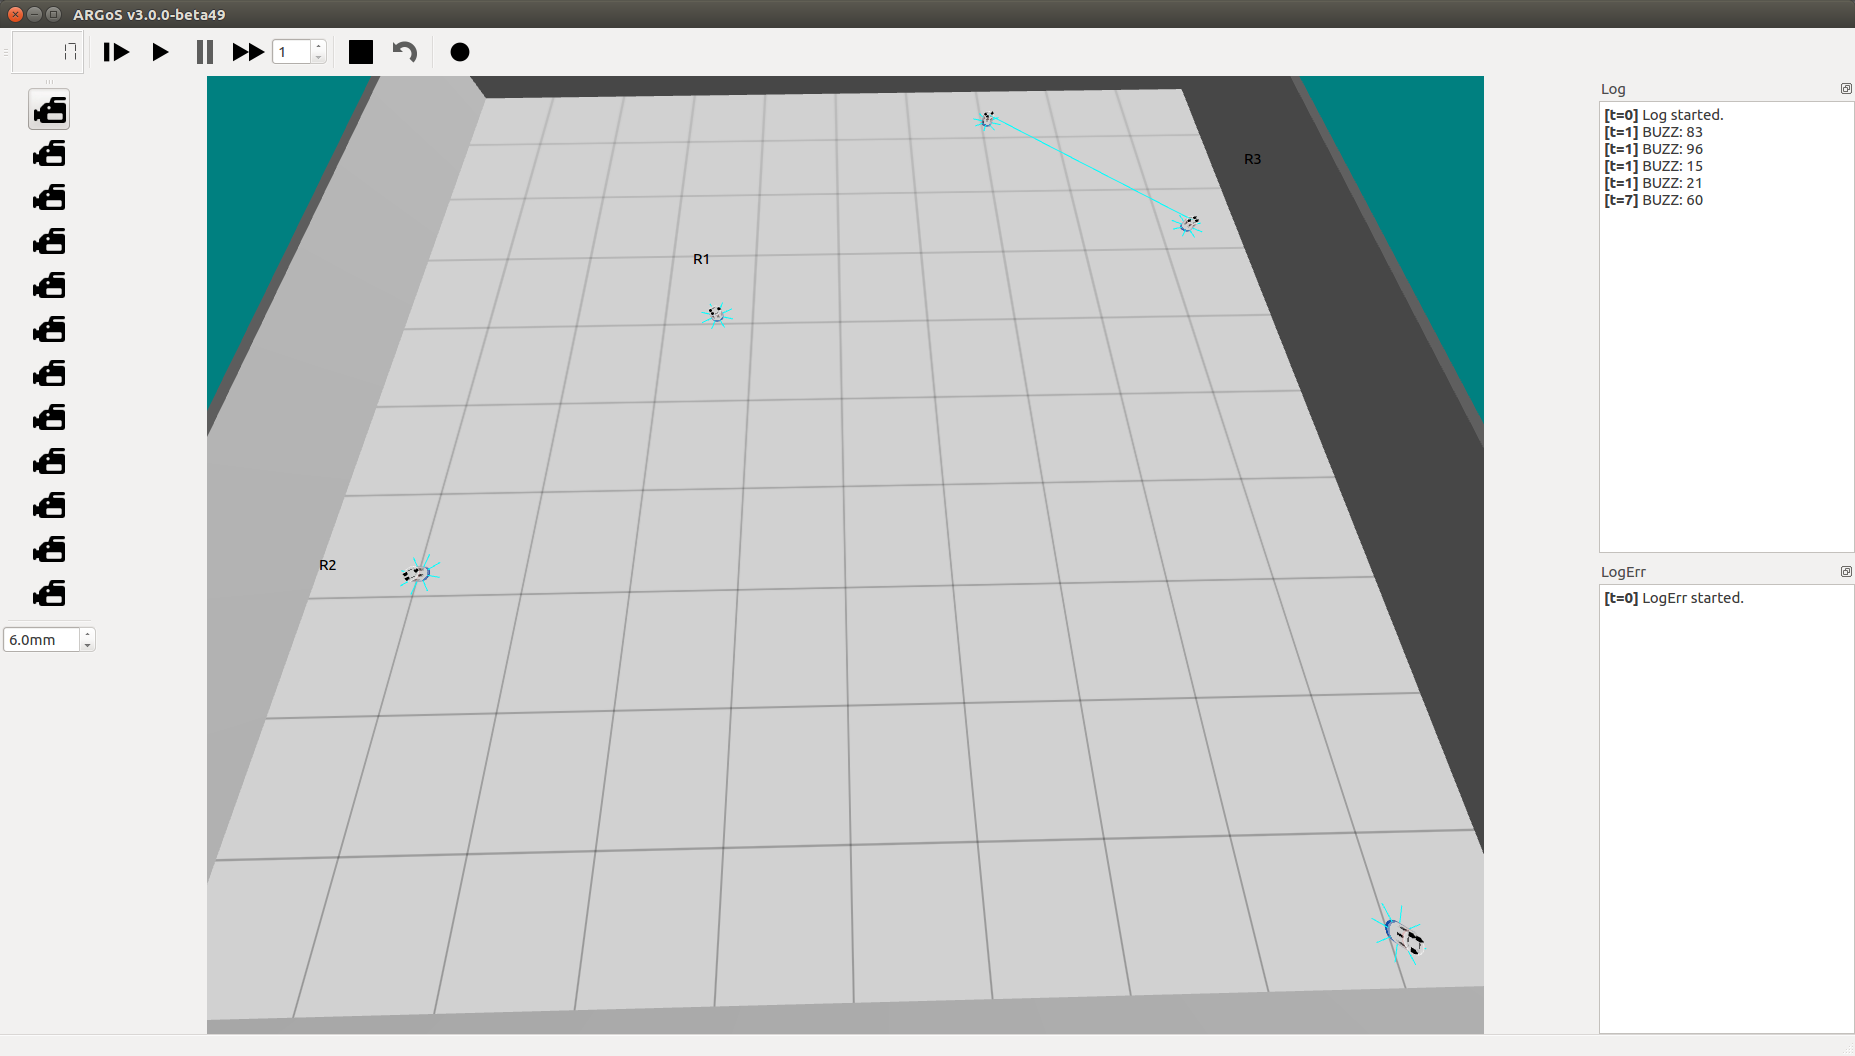 ARGoS v3.0.0-beta49
17
1
6.0mm
R3
R1
R2
Log
[t=0] Log started.
[t=1] BUZZ: 83
[t=1] BUZZ: 96
[t=1] BUZZ: 15
[t=1] BUZZ: 21
[t=7] BUZZ: 60
LogErr
[t=0] LogErr started.